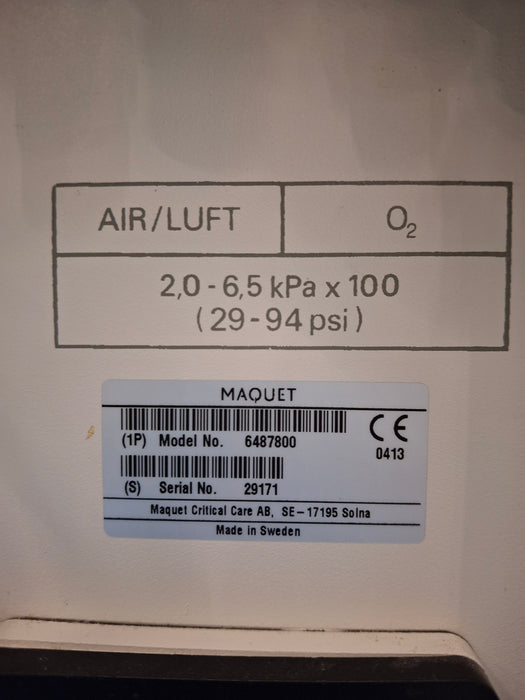 AIR/LUFT O₂
2,0 - 6,5 kPa x 100
(29 - 94 psi)
MAQUET
(1P) Model No. 6487800
CE
0413
(S) Serial No. 29171
Maquet Critical Care AB, SE-17195 Solna
Made in Sweden